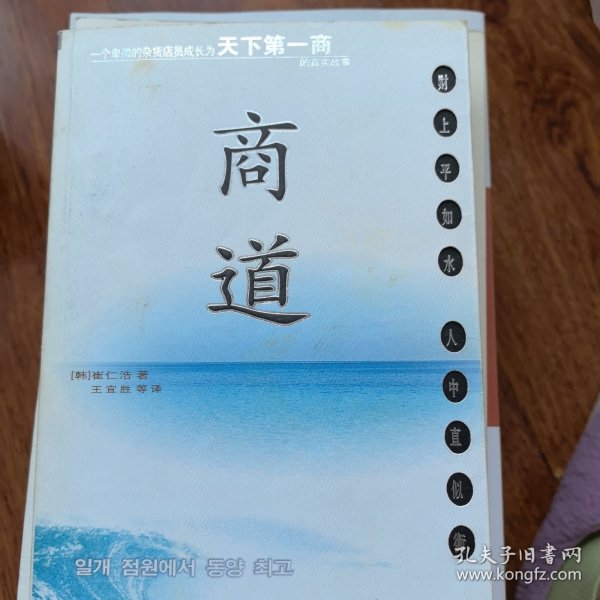 一个卑微的杂货店员成长为天下第一商
的真实故事
商道
[韩]崔仁浩 著
王宜胜等译
财上平如水
人中直似衡
일개 점원에서 동양 최고
孔夫子旧书网
www.kongfz.com